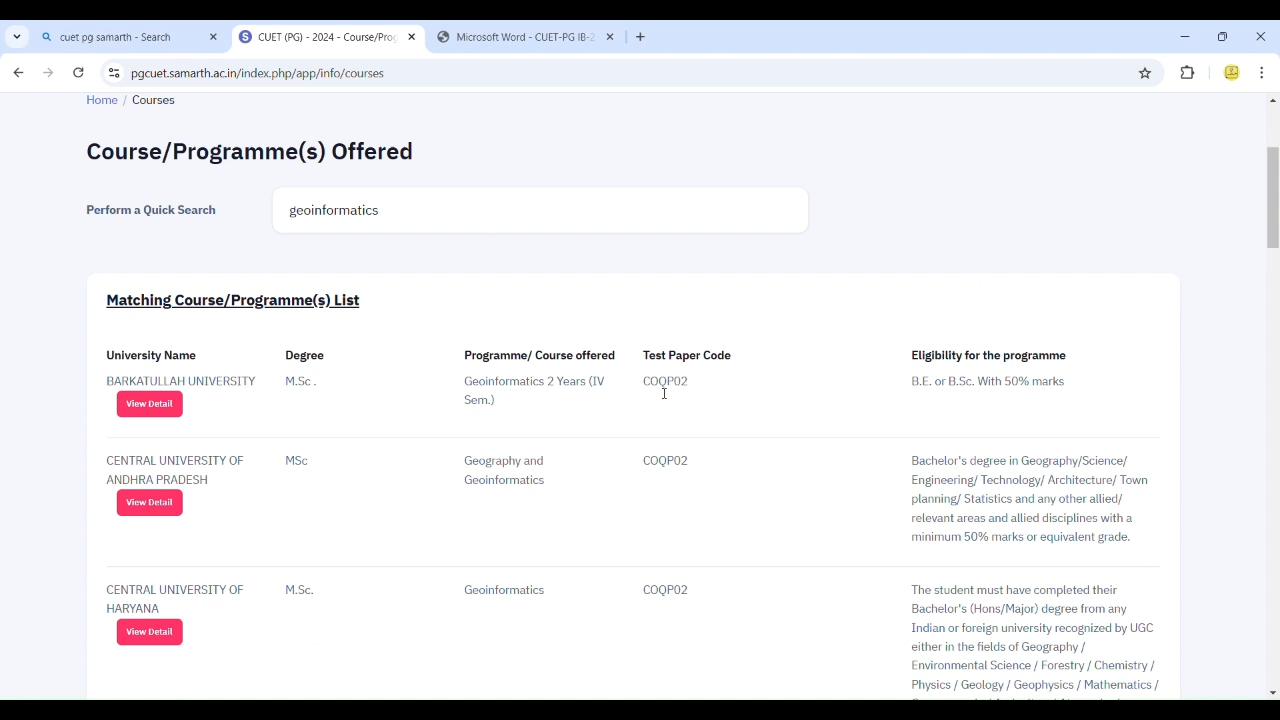 cuet pg samarth - Search
CUET (PG) - 2024 - Course/Prog
Microsoft Word - CUET-PG IB-2
pgcuet.samarth.ac.in/index.php/app/info/courses
Home / Courses
Course/Programme(s) Offered
Perform a Quick Search
geoinformatics
Matching Course/Programme(s) List
University Name Degree Programme/ Course offered Test Paper Code Eligibility for the programme
BARKATULLAH UNIVERSITY M.Sc . Geoinformatics 2 Years (IV COQP02 B.E. or B.Sc. With 50% marks
Sem.)
View Detail
CENTRAL UNIVERSITY OF MSc Geography and COQP02 Bachelor's degree in Geography/Science/
ANDHRA PRADESH Geoinformatics Engineering/ Technology/ Architecture/ Town
View Detail planning/ Statistics and any other allied/
relevant areas and allied disciplines with a
minimum 50% marks or equivalent grade.
CENTRAL UNIVERSITY OF M.Sc. Geoinformatics COQP02 The student must have completed their
HARYANA Bachelor's (Hons/Major) degree from any
View Detail Indian or foreign university recognized by UGC
either in the fields of Geography /
Environmental Science / Forestry / Chemistry /
Physics / Geology / Geophysics / Mathematics /